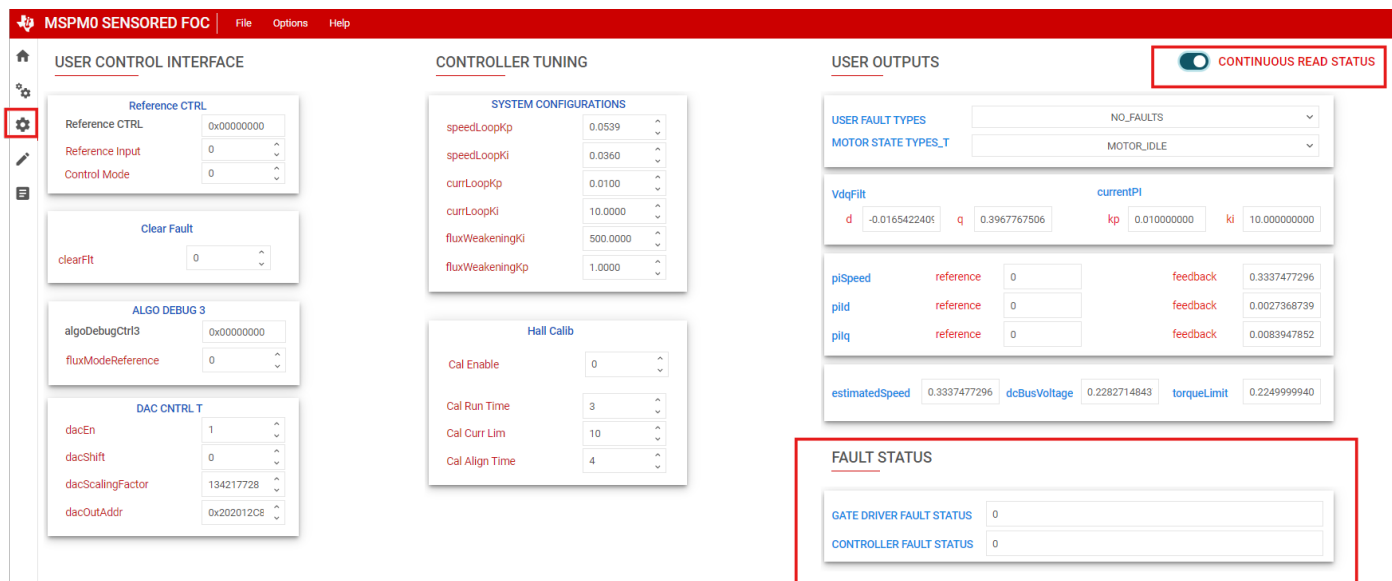 MSPM0 SENSORED FOC File Options Help
USER CONTROL INTERFACE
Reference CTRL
Reference CTRL 0x00000000
Reference Input 0
Control Mode 0
Clear Fault
clearFlt 0
ALGO DEBUG 3
algoDebugCtrl3 0x00000000
fluxModeReference 0
DAC CNTRL T
dacEn 1
dacShift 0
dacScalingFactor 134217728
dacOutAddr 0x202012C8
CONTROLLER TUNING
SYSTEM CONFIGURATIONS
speedLoopKp 0.0539
speedLoopKi 0.0360
currLoopKp 0.0100
currLoopKi 10.0000
fluxWeakeningKi 500.0000
fluxWeakeningKp 1.0000
Hall Calib
Cal Enable 0
Cal Run Time 3
Cal Curr Lim 10
Cal Align Time 4
USER OUTPUTS
CONTINUOUS READ STATUS
USER FAULT TYPES NO_FAULTS
MOTOR STATE TYPES_T MOTOR_IDLE
VdqFilt currentPI
d -0.016542240 q 0.3967767506 kp 0.010000000 ki 10.000000000
piSpeed reference 0 feedback 0.3337477296
piId reference 0 feedback 0.0027368739
piIq reference 0 feedback 0.0083947852
estimatedSpeed 0.3337477296 dcBusVoltage 0.2282714843 torqueLimit 0.2249999940
FAULT STATUS
GATE DRIVER FAULT STATUS 0
CONTROLLER FAULT STATUS 0